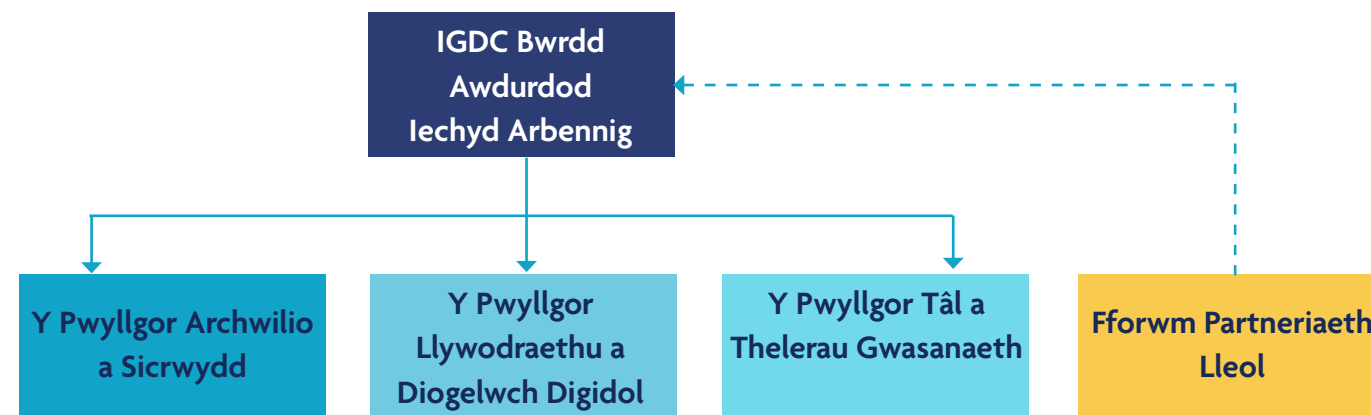 IGDC Bwrdd
Awdurdod
Iechyd Arbennig
Y Pwyllgor Archwilio
a Sicrwydd
Y Pwyllgor
Llywodraethu a
Diogelwch Digidol
Y Pwyllgor Tâl a
Thelerau Gwasanaeth
Fforwm Partneriaeth
Lleol